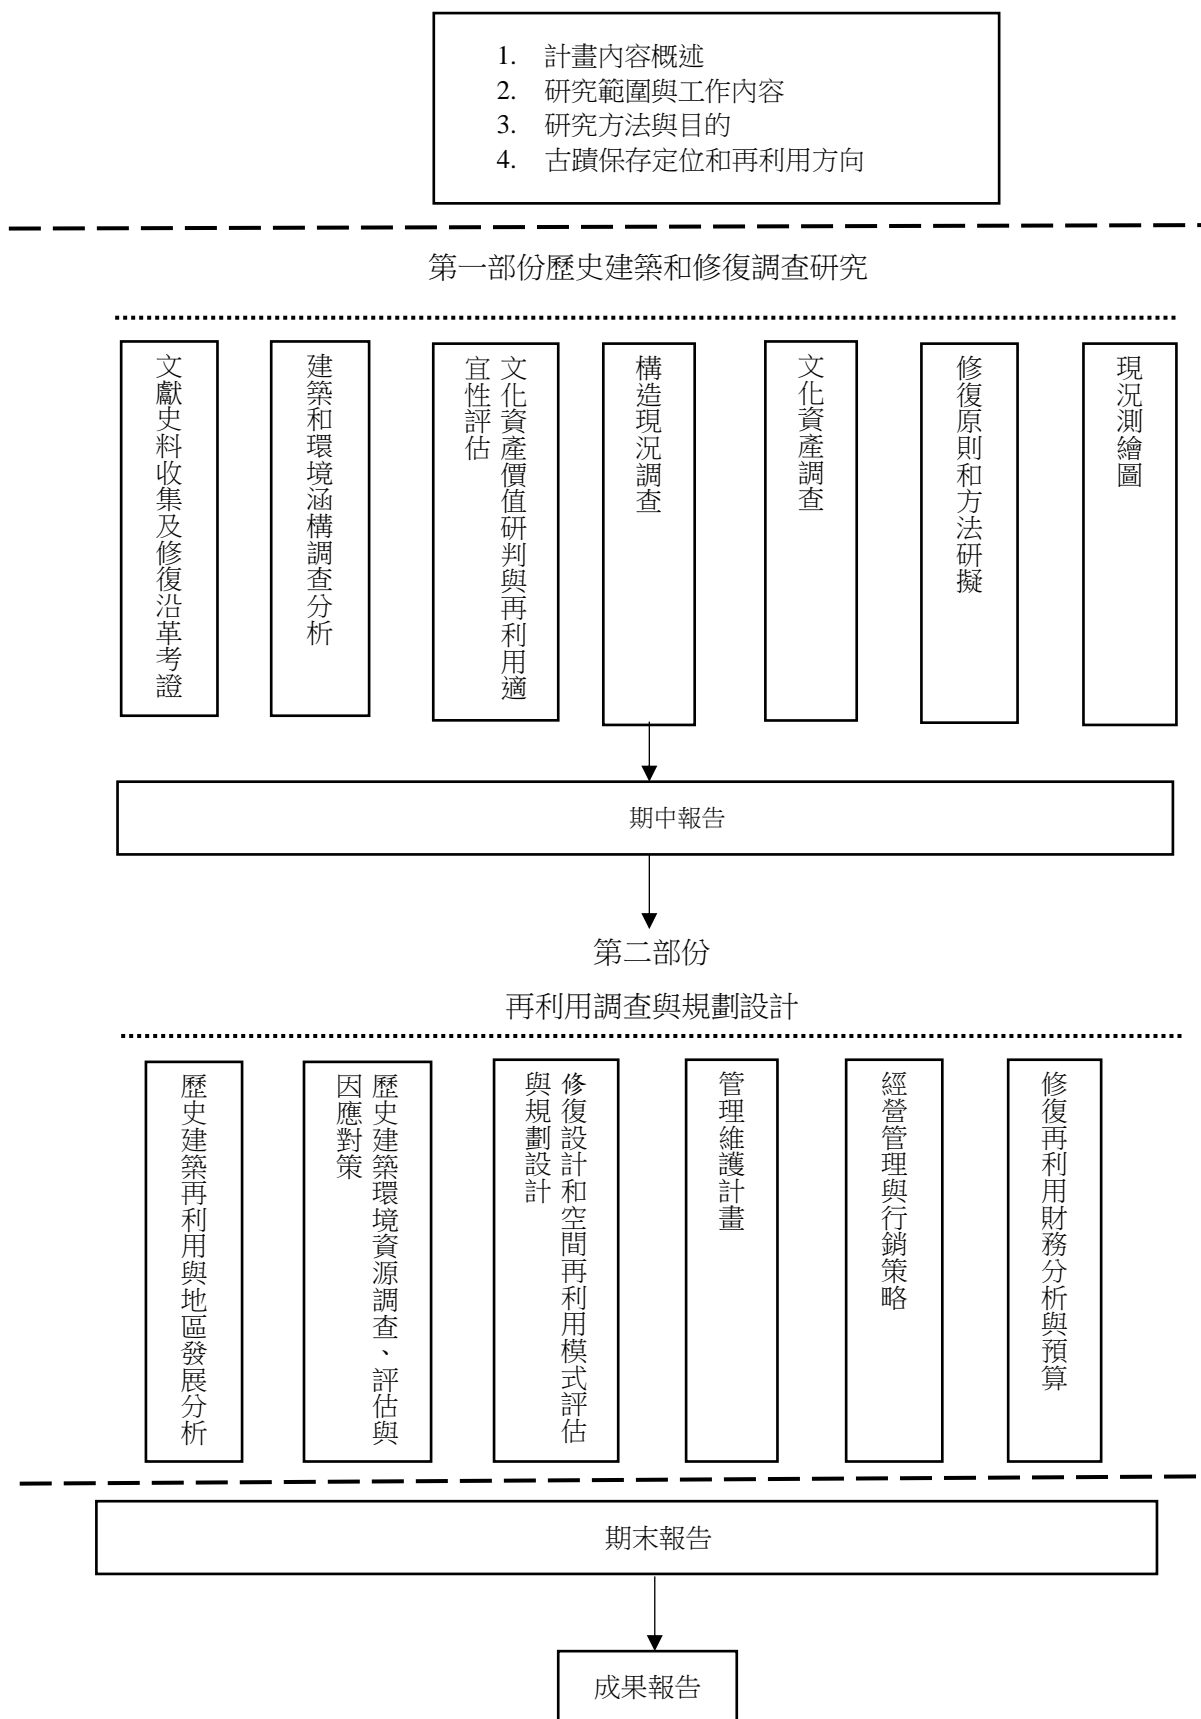 1. 計畫內容概述
2. 研究範圍與工作內容
3. 研究方法與目的
4. 古蹟保存定位和再利用方向
第一部份歷史建築和修復調查研究
文獻史料收集及修復沿革考證
建築和環境涵構調查分析
文化資產價值研判與再利用適
宜性評估
構造現況調查
文化資產調查
修復原則和方法研擬
現況測繪圖
期中報告
第二部份
再利用調查與規劃設計
歷史建築再利用與地區發展分析
歷史建築環境資源調查、評估與
因應對策
修復設計和空間再利用模式評估
與規劃設計
管理維護計畫
經營管理與行銷策略
修復再利用財務分析與預算
期末報告
成果報告